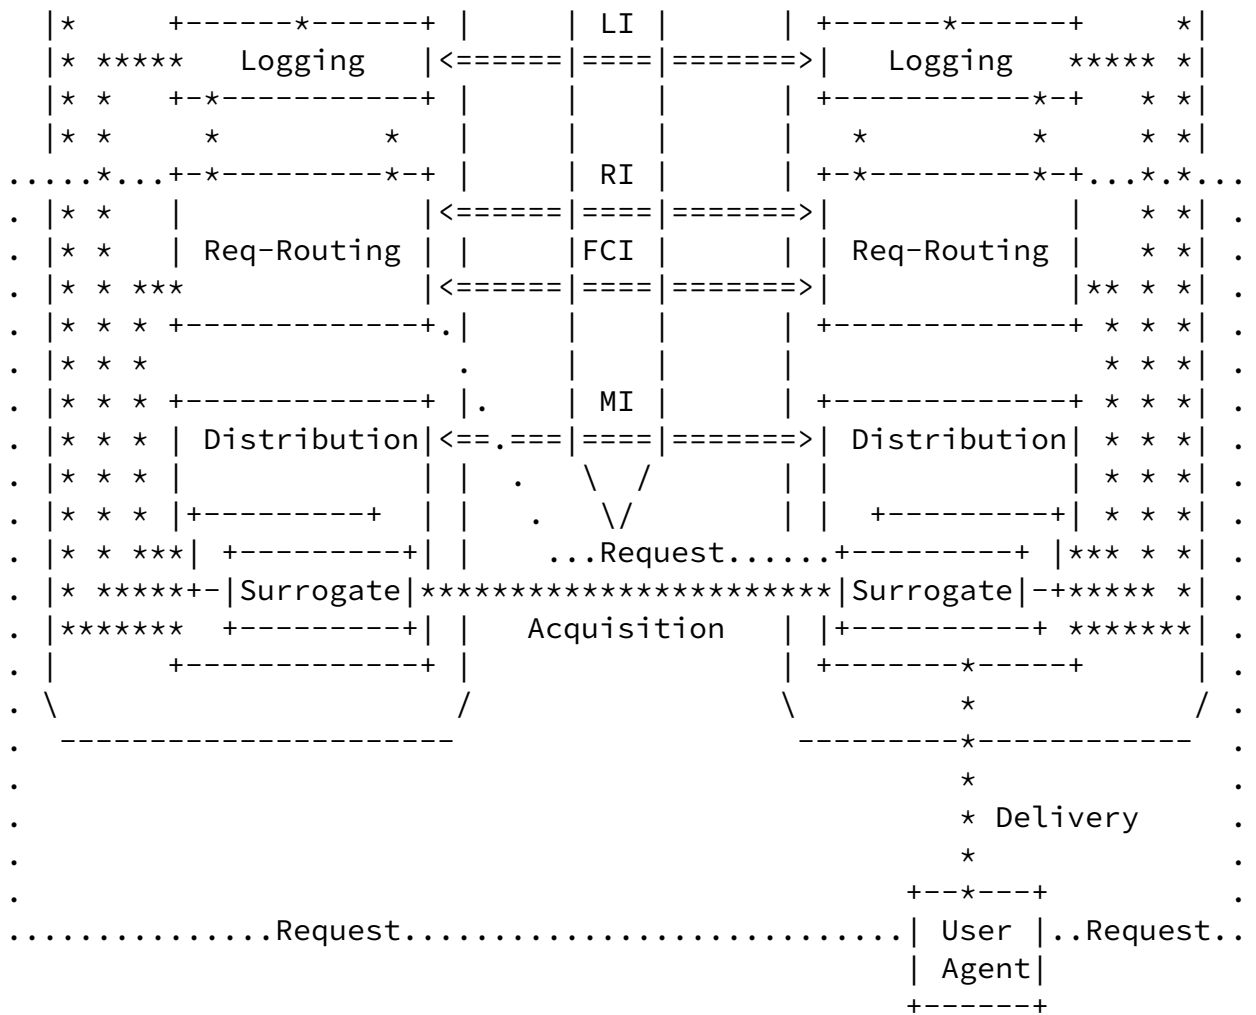 LI
Logging Logging
RI
FCI
Req-Routing Req-Routing
MI
Distribution Distribution
Request
Surrogate Surrogate
Acquisition
Delivery
Request User Request
Agent